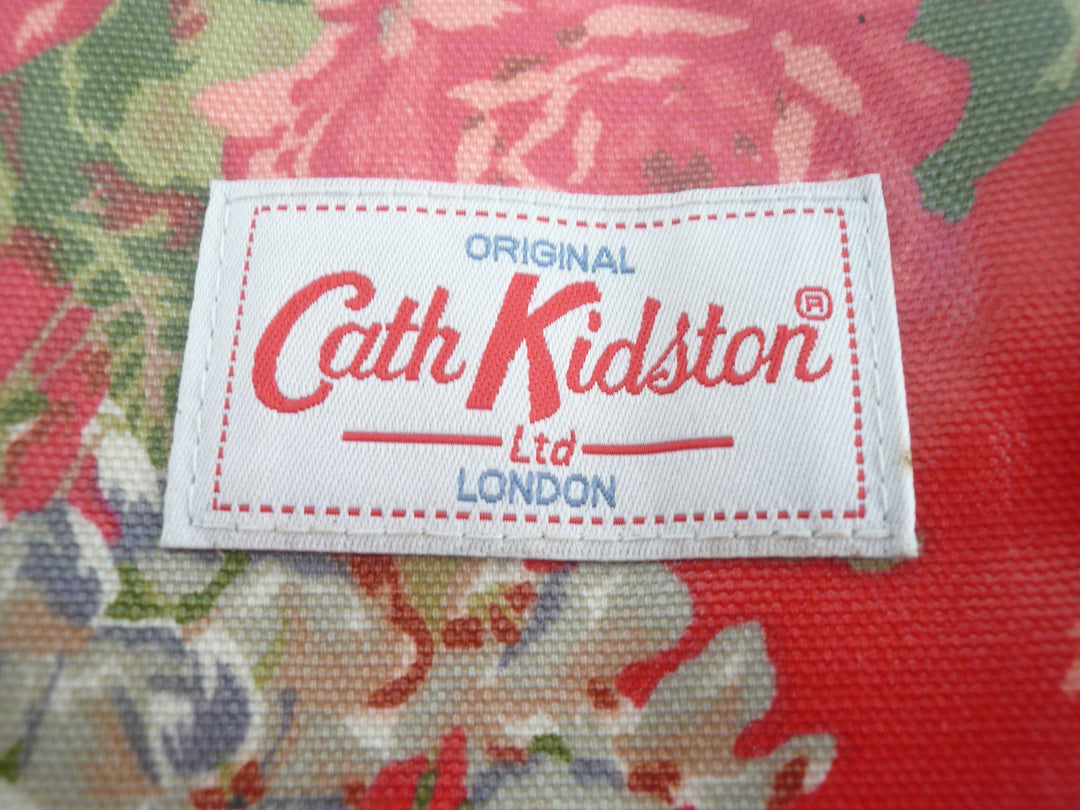 ORIGINAL
Cath Kidston®
Ltd
LONDON